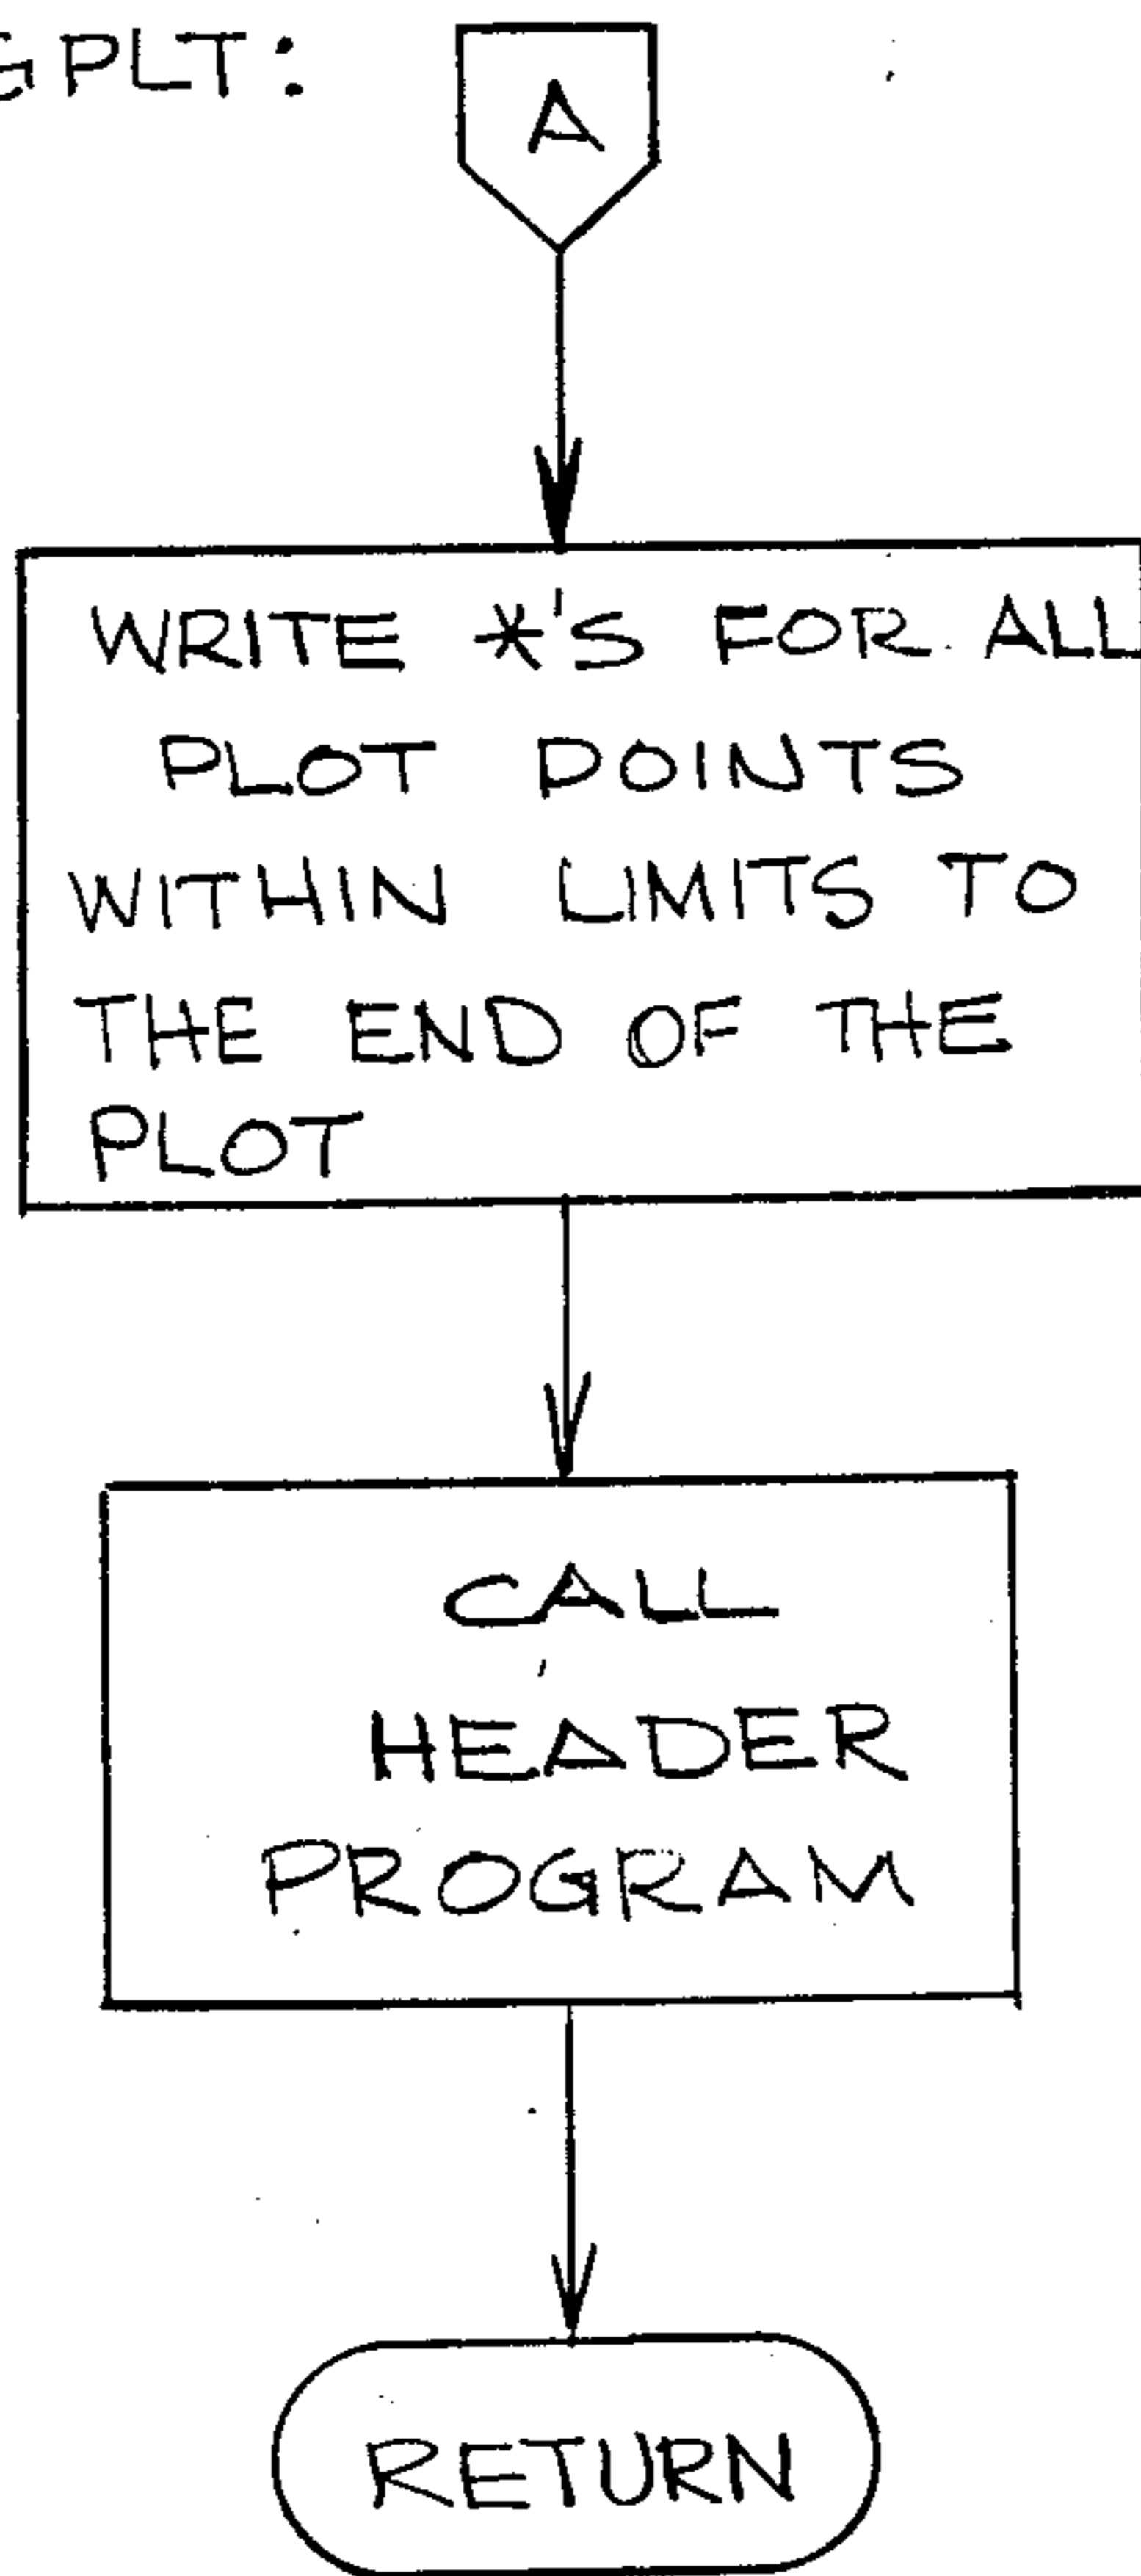 GPLT:
A
WRITE *'S FOR ALL
PLOT POINTS
WITHIN LIMITS TO
THE END OF THE
PLOT
CALL
HEADER
PROGRAM
RETURN